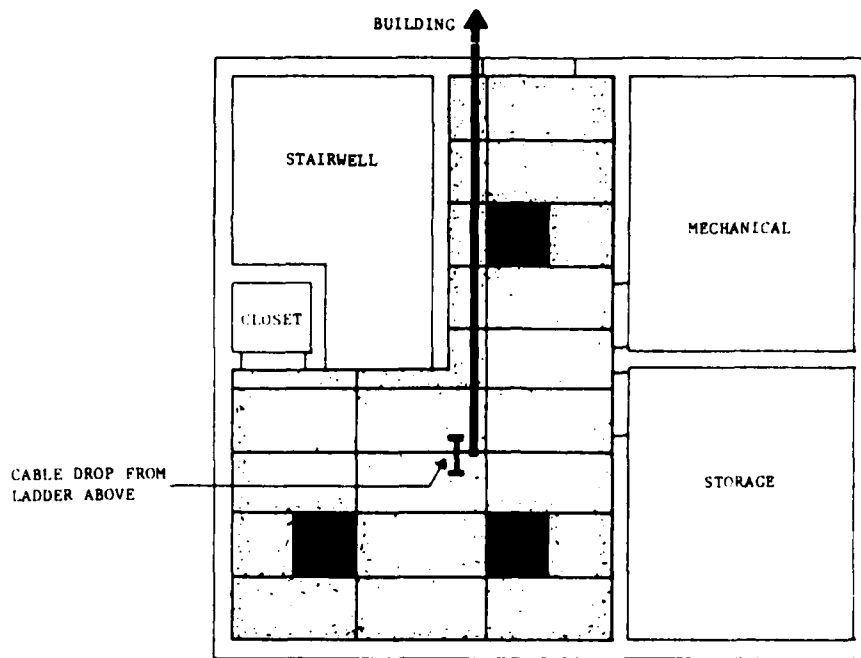 BUILDING
STAIRWELL
MECHANICAL
CLOSET
CABLE DROP FROM
LADDER ABOVE
STORAGE